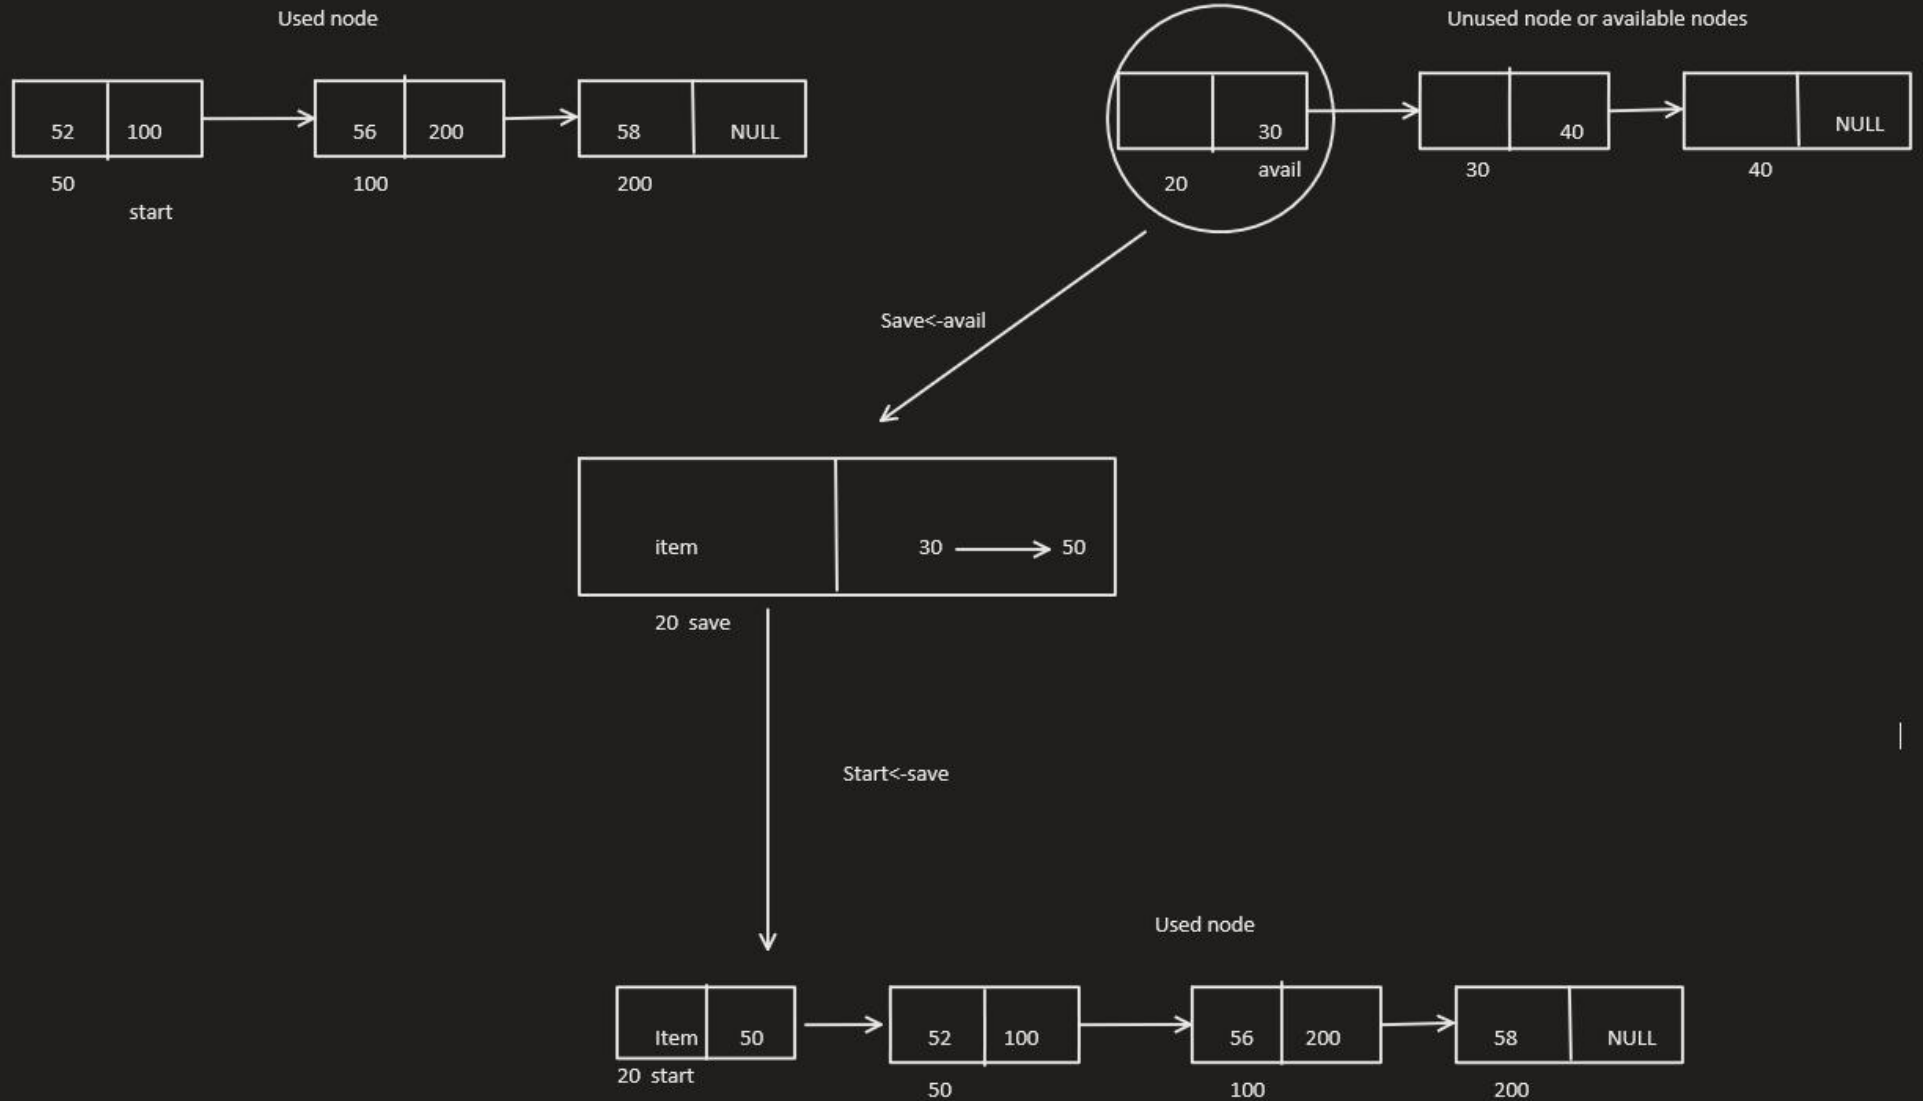 Used node
Unused node or available nodes
52 100
56 200
58 NULL
30
40
NULL
50
100
200
20
avail
30
40
start
Save<-avail
item
30 50
20 save
Start<-save
Used node
Item 50
52 100
56 200
58 NULL
20 start
50
100
200